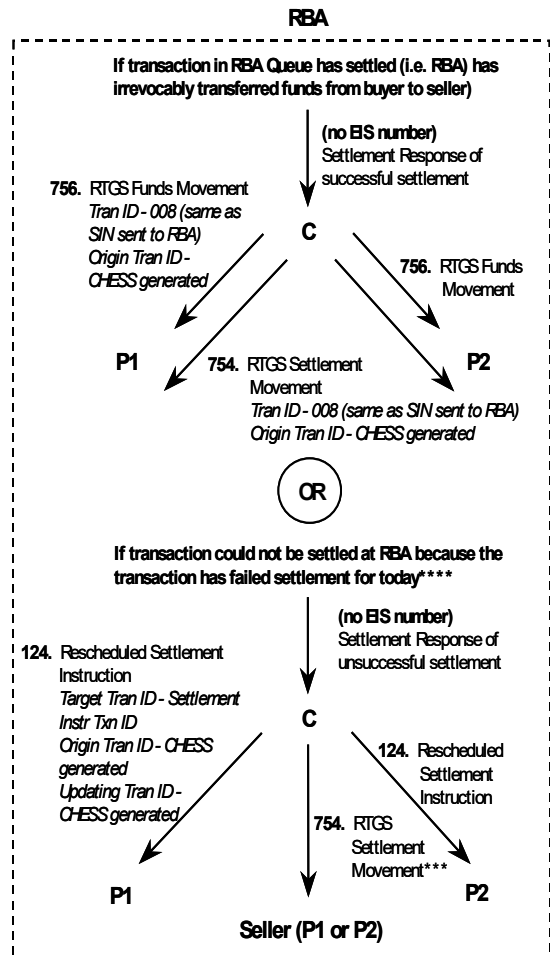 RBA
If transaction in RBA Queue has settled (i.e. RBA) has
irrevocably transferred funds from buyer to seller)
(no EIS number)
Settlement Response of
successful settlement
756. RTGS Funds Movement
Tran ID - 008 (same as
SIN sent to RBA)
Origin Tran ID -
CHESS generated
C
756. RTGS Funds
Movement
P1
P2
754. RTGS Settlement
Movement
Tran ID - 008 (same as SIN sent to RBA)
Origin Tran ID - CHESS generated
OR
If transaction could not be settled at RBA because the
transaction has failed settlement for today****
(no EIS number)
Settlement Response of
unsuccessful settlement
124. Rescheduled Settlement
Instruction
Target Tran ID - Settlement
Instr Txn ID
Origin Tran ID - CHESS
generated
Updating Tran ID -
CHESS generated
C
124. Rescheduled
Settlement
Instruction
754. RTGS
Settlement
Movement***
P1
P2
Seller (P1 or P2)